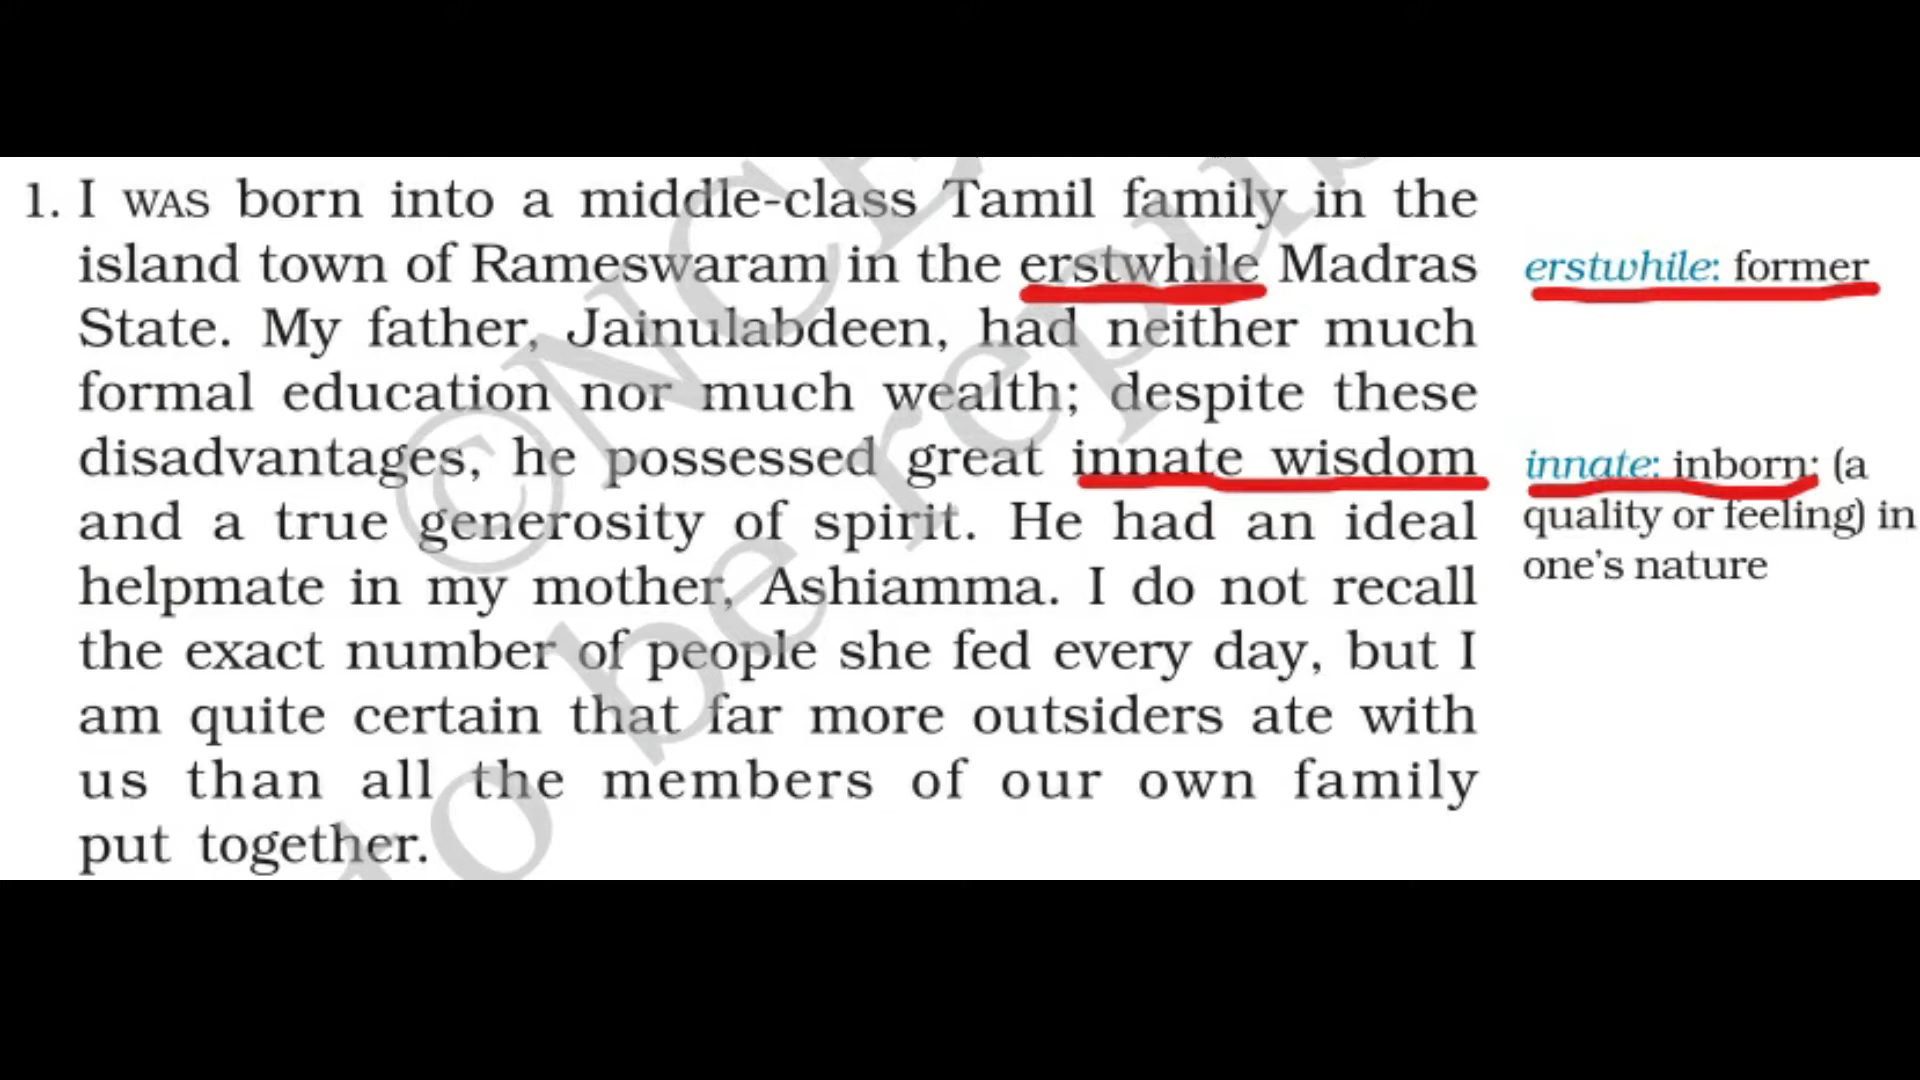 1. I WAS born into a middle-class Tamil family in the
island town of Rameswaram in the erstwhile Madras
State. My father, Jainulabdeen, had neither much
formal education nor much wealth; despite these
disadvantages, he possessed great innate wisdom
and a true generosity of spirit. He had an ideal
helpmate in my mother, Ashiamma. I do not recall
the exact number of people she fed every day, but I
am quite certain that far more outsiders ate with
us than all the members of our own family
put together.
erstwhile: former
innate: inborn; (a
quality or feeling) in
one's nature
©NCE
to be repub